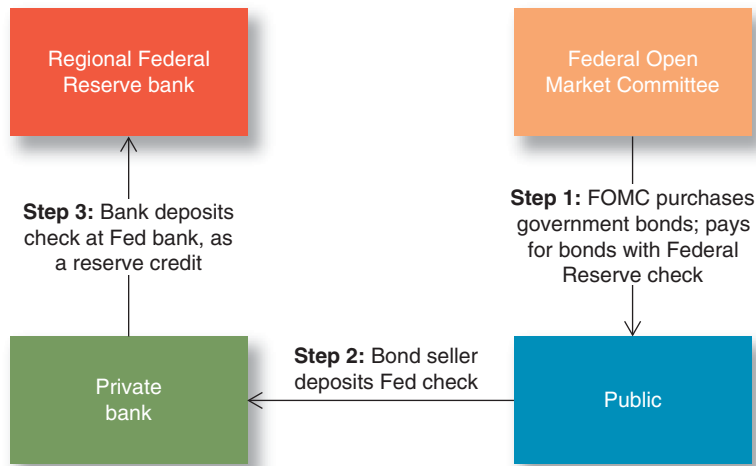 Regional Federal
Reserve bank
Federal Open
Market Committee
Step 1: FOMC purchases
government bonds; pays
for bonds with Federal
Reserve check
Step 3: Bank deposits
check at Fed bank, as
a reserve credit
Step 2: Bond seller
deposits Fed check
Private
bank
Public